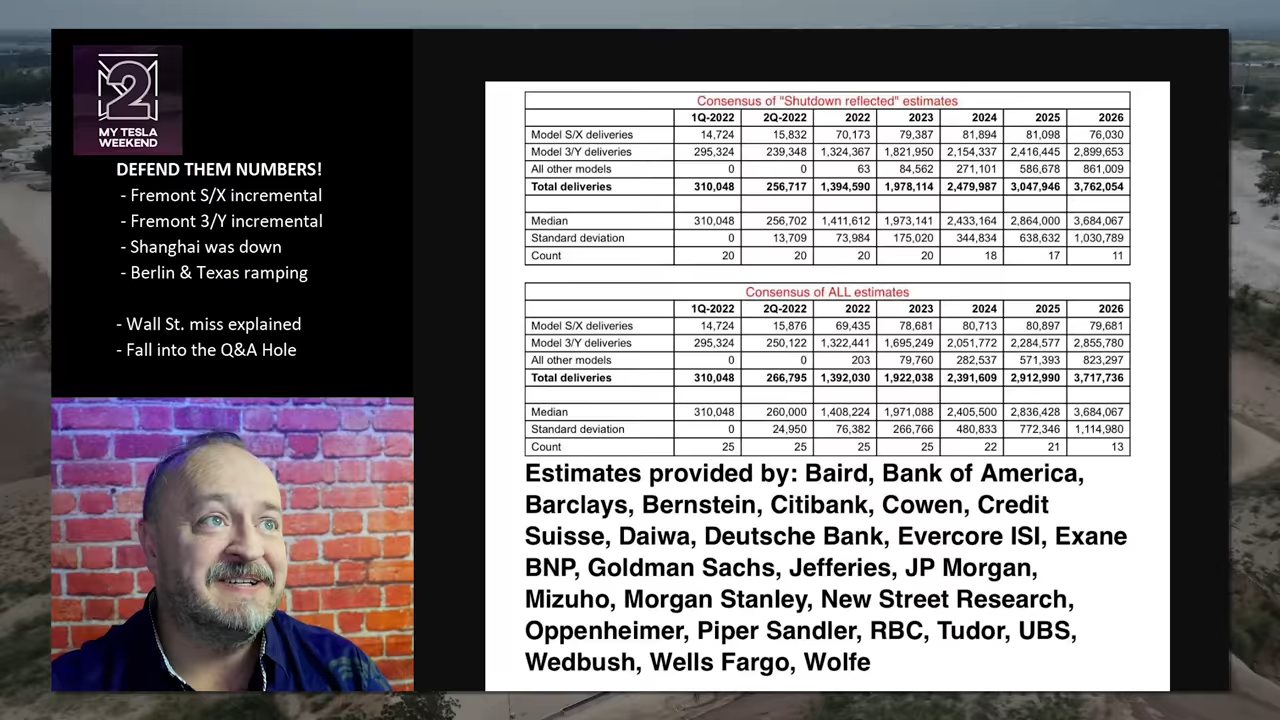 2
MY TESLA
WEEKEND
DEFEND THEM NUMBERS!
- Fremont S/X incremental
- Fremont 3/Y incremental
- Shanghai was down
- Berlin & Texas ramping
- Wall St. miss explained
- Fall into the Q&A Hole
Consensus of "Shutdown reflected" estimates
1Q-2022 2Q-2022 2022 2023 2024 2025 2026
Model S/X deliveries 14,724 15,832 70,173 79,387 81,894 81,098 76,030
Model 3/Y deliveries 295,324 239,348 1,324,367 1,821,950 2,154,337 2,416,445 2,899,653
All other models 0 0 63 84,562 271,101 586,678 861,009
Total deliveries 310,048 256,717 1,394,590 1,978,114 2,479,987 3,047,946 3,762,054
Median 310,048 256,702 1,411,612 1,973,141 2,433,164 2,864,000 3,684,067
Standard deviation 0 13,709 73,984 175,020 344,834 638,632 1,030,789
Count 20 20 20 20 18 17 11
Consensus of ALL estimates
1Q-2022 2Q-2022 2022 2023 2024 2025 2026
Model S/X deliveries 14,724 15,876 69,435 78,681 80,713 80,897 79,681
Model 3/Y deliveries 295,324 250,122 1,322,441 1,695,249 2,051,772 2,284,577 2,855,780
All other models 0 0 203 79,760 282,537 571,393 823,297
Total deliveries 310,048 266,795 1,392,030 1,922,038 2,391,609 2,912,990 3,717,736
Median 310,048 260,000 1,408,224 1,971,088 2,405,500 2,836,428 3,684,067
Standard deviation 0 24,950 76,382 266,766 480,833 772,346 1,114,980
Count 25 25 25 25 22 21 13
Estimates provided by: Baird, Bank of America,
Barclays, Bernstein, Citibank, Cowen, Credit
Suisse, Daiwa, Deutsche Bank, Evercore ISI, Exane
BNP, Goldman Sachs, Jefferies, JP Morgan,
Mizuho, Morgan Stanley, New Street Research,
Oppenheimer, Piper Sandler, RBC, Tudor, UBS,
Wedbush, Wells Fargo, Wolfe